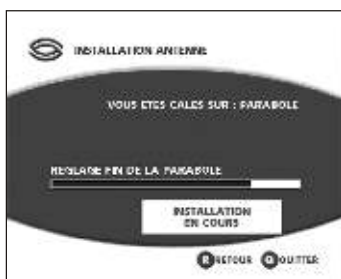 INSTALLATION ANTENNE
VOUS ETES CALES SUR : PARABOLE
REGLAGE FIN DE LA PARABOLE
INSTALLATION
EN COURS
R RETOUR Q QUITTER